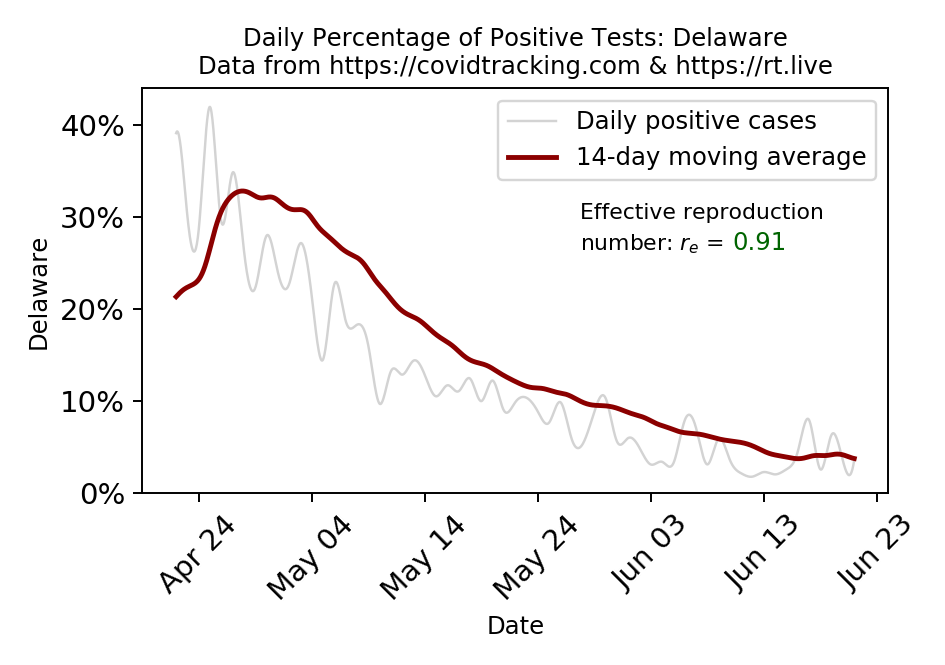 Daily Percentage of Positive Tests: Delaware
Data from https://covidtracking.com & https://rt.live
Daily positive cases
14-day moving average
Effective reproduction
number: rₑ = 0.91
Delaware
40%
30%
20%
10%
0%
Apr 24
May 04
May 14
May 24
Jun 03
Jun 13
Jun 23
Date